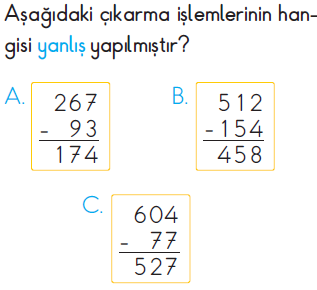 Aşağıdaki çıkarma işlemlerinin han-
gisi yanlış yapılmıştır?
A. B.
267 512
- 93 -154
174 458
C.
604
- 77
527